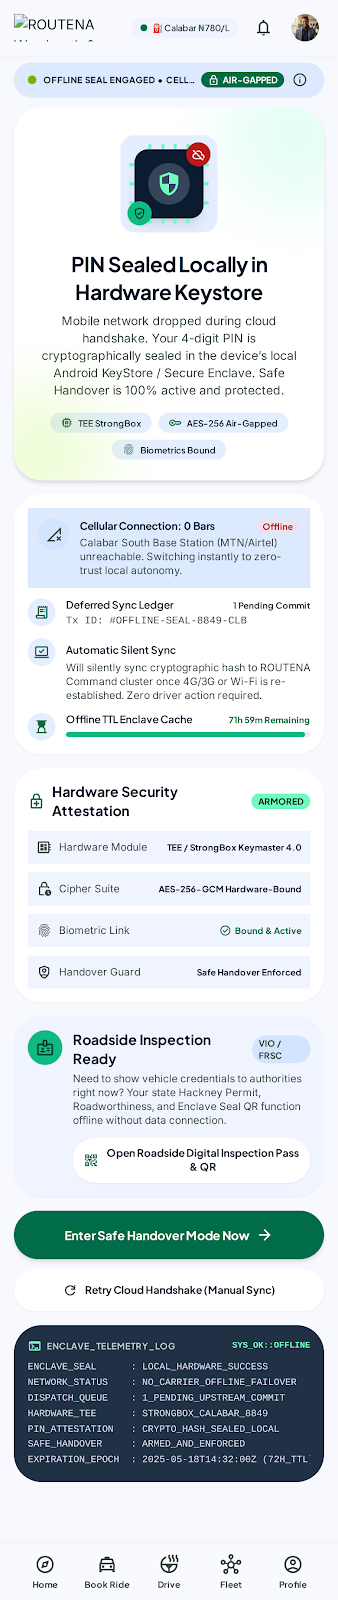 ROUTENA
⛽ Calabar ₦780/L
OFFLINE SEAL ENGAGED • CELL...
AIR-GAPPED
PIN Sealed Locally in
Hardware Keystore
Mobile network dropped during cloud
handshake. Your 4-digit PIN is
cryptographically sealed in the device's local
Android KeyStore / Secure Enclave. Safe
Handover is 100% active and protected.
TEE StrongBox
AES-256 Air-Gapped
Biometrics Bound
Cellular Connection: 0 Bars
Offline
Calabar South Base Station (MTN/Airtel)
unreachable. Switching instantly to zero-
trust local autonomy.
Deferred Sync Ledger
1 Pending Commit
Tx ID: #OFFLINE-SEAL-8849-CLB
Automatic Silent Sync
Will silently sync cryptographic hash to ROUTENA
Command cluster once 4G/3G or Wi-Fi is re-
established. Zero driver action required.
Offline TTL Enclave Cache
71h 59m Remaining
Hardware Security
Attestation
ARMORED
Hardware Module
TEE / StrongBox Keymaster 4.0
Cipher Suite
AES-256-GCM Hardware-Bound
Biometric Link
Bound & Active
Handover Guard
Safe Handover Enforced
Roadside Inspection
Ready
VIO /
FRSC
Need to show vehicle credentials to authorities
right now? Your state Hackney Permit,
Roadworthiness, and Enclave Seal QR function
offline without data connection.
Open Roadside Digital Inspection Pass
& QR
Enter Safe Handover Mode Now
Retry Cloud Handshake (Manual Sync)
ENCLAVE_TELEMETRY_LOG
SYS_OK::OFFLINE
ENCLAVE_SEAL : LOCAL_HARDWARE_SUCCESS
NETWORK_STATUS : NO_CARRIER_OFFLINE_FAILOVER
DISPATCH_QUEUE : 1_PENDING_UPSTREAM_COMMIT
HARDWARE_TEE : STRONGBOX_CALABAR_8849
PIN_ATTESTATION : CRYPTO_HASH_SEALED_LOCAL
SAFE_HANDOVER : ARMED_AND_ENFORCED
EXPIRATION_EPOCH : 2025-05-18T14:32:00Z (72H_TTL
Home
Book Ride
Drive
Fleet
Profile